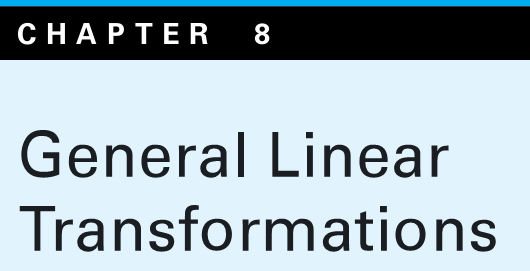 CHAPTER 8
General Linear
Transformations